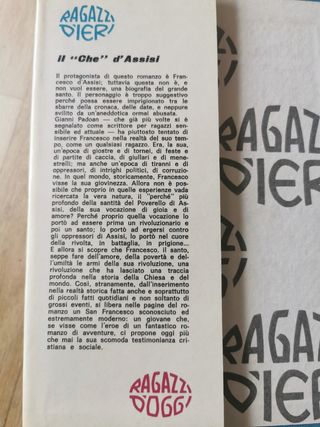 RAGAZZI
D'IERI
il "Che" d'Assisi
Il protagonista di questo romanzo è Fran-
cesco d'Assisi; tuttavia questa non è, e
non vuol essere, una biografia del grande
santo. Il personaggio è troppo suggestivo
perché possa essere imprigionato tra le
sbarre della cronaca, delle date, e neppure
svilito da un'aneddotica ormai abusata.
Gianni Padoan — che già più volte si è
segnalato come scrittore per ragazzi sen-
sibile ed attuale — ha piuttosto tentato di
inserire Francesco nella realtà del suo tem-
po, come un qualsiasi ragazzo. Era, la sua,
un'epoca di giostre e di tornei, di feste e
di partite di caccia, di giullari e di mene-
strelli; ma anche un'epoca di tiranni e di
oppressori, di intrighi politici, di corruzio-
ne. In quel mondo, storicamente, Francesco
visse la sua giovinezza. Allora non è pos-
sibile che proprio in quelle esperienze vada
ricercata la vera natura, il "perché" più
profondo della santità del Poverello di As-
sisi, della sua vocazione di gioia e di
amore? Perché proprio quella vocazione lo
portò ad essere prima un rivoluzionario e
poi un santo; lo portò ad ergersi contro
gli oppressori di Assisi, lo portò nel cuore
della rivolta, in battaglia, in prigione...
E allora si scopre che Francesco, il santo,
seppe fare dell'amore, della povertà e del-
l'umiltà le armi della sua rivoluzione, una
rivoluzione che ha lasciato una traccia
profonda nella storia della Chiesa e del
mondo. Così, stranamente, dall'inserimento
nella realtà storica fatta anche e soprattutto
di piccoli fatti quotidiani e non soltanto di
grossi eventi, si libera nelle pagine del ro-
manzo un San Francesco sconosciuto ed
estremamente moderno: un giovane che,
se visse come l'eroe di un fantastico roman-
zo di avventure, ci propone oggi più
che mai la sua scomoda testimonianza cri-
stiana e sociale.
RAGAZZI
D'OGGI
RAGAZZI
D'IERI
RAGAZZI
D'IERI